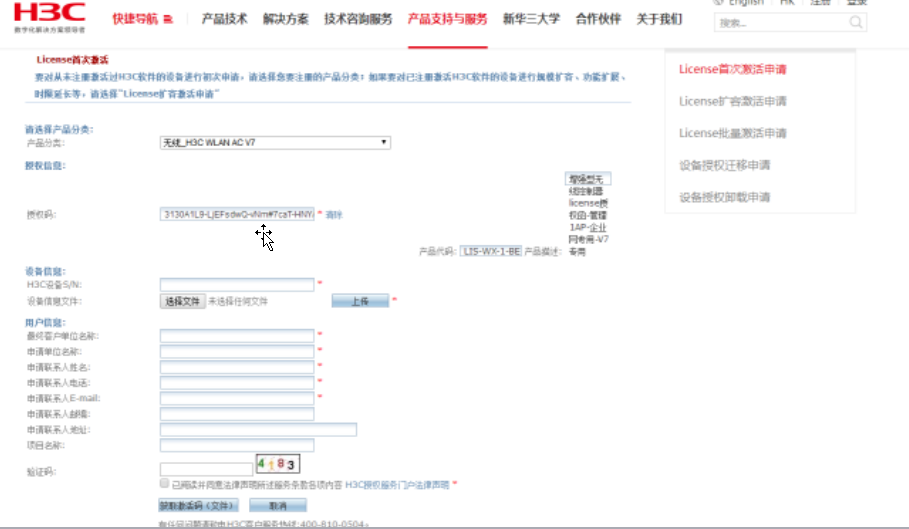 H3C
数字化解决方案领导者
快捷导航
产品技术
解决方案
技术咨询服务
产品支持与服务
新华三大学
合作伙伴
关于我们
English HK 注册 登录
搜索...
License首次激活
要对从未注册激活过H3C软件的设备进行初次申请，请选择您要注册的产品分类；如果要对已注册激活H3C软件的设备进行规模扩容、功能扩展、
时限延长等，请选择"License扩容激活申请"
License首次激活申请
License扩容激活申请
License批量激活申请
设备授权迁移申请
设备授权卸载申请
请选择产品分类：
产品分类： 无线_H3C WLAN AC V7
授权信息：
增强型无
线控制器
license授
权函-管理
1AP-企业
网专用-V7
专用
授权码： * 清除
产品代码： LIS-WX-1-BE 产品描述：
设备信息：
H3C设备S/N： *
设备信息文件： 选择文件 未选择任何文件 上传 *
用户信息：
最终客户单位名称： *
申请单位名称： *
申请联系人姓名： *
申请联系人电话： *
申请联系人E-mail： *
申请联系人邮编：
申请联系人地址：
项目名称：
验证码： 4183
已阅读并同意法律声明所述服务条款各项内容 H3C授权服务门户法律声明 *
获取激活码（文件） 取消
有任何问题请致电H3C客户服务热线：400-810-0504。